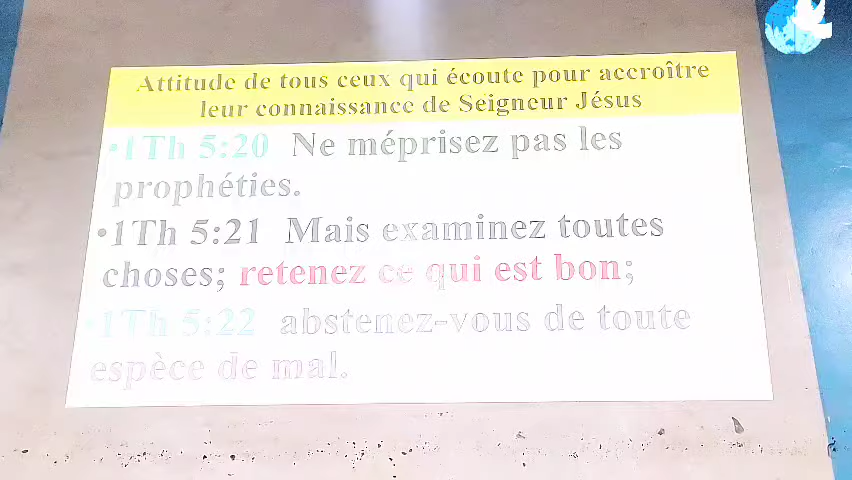 Attitude de tous ceux qui écoute pour accroître
leur connaissance de Seigneur Jésus
•1Th 5:20 Ne méprisez pas les
prophéties.
•1Th 5:21 Mais examinez toutes
choses; retenez ce qui est bon;
•1Th 5:22 abstenez-vous de toute
espèce de mal.